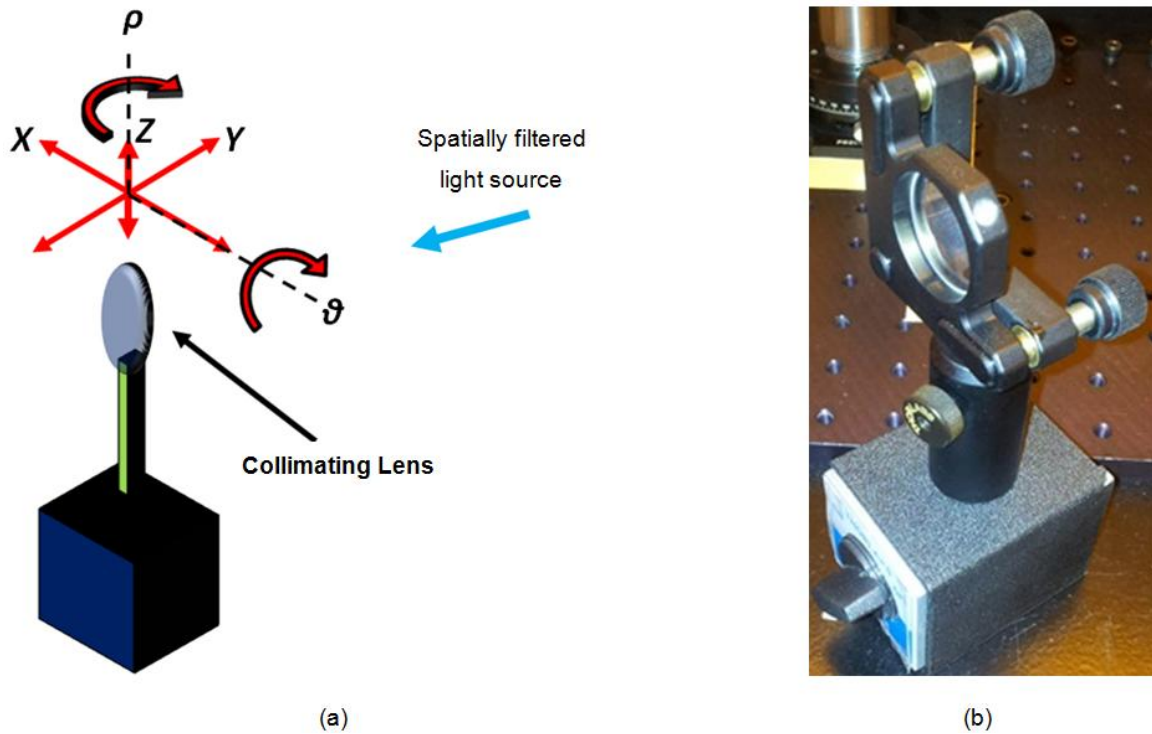 ρ
X
Z
Y
Spatially filtered
light source
ϑ
Collimating Lens
(a)
(b)